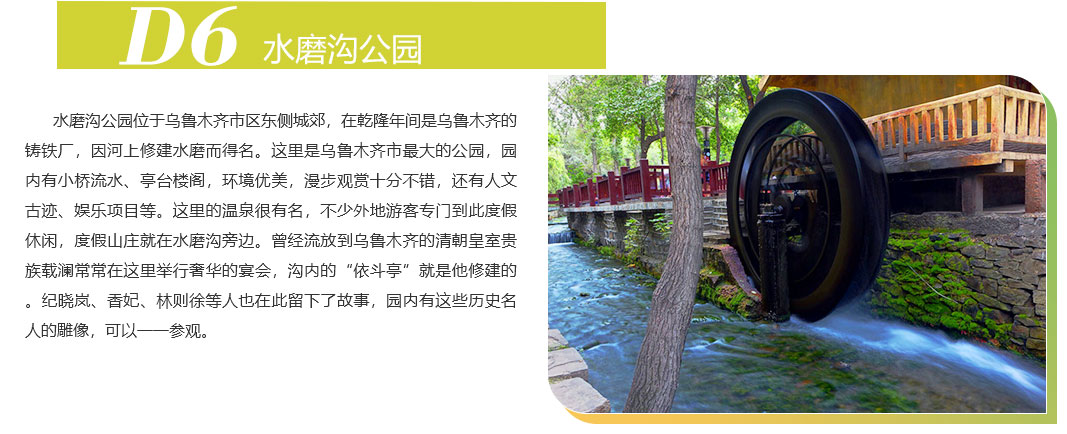 D6 水磨沟公园
水磨沟公园位于乌鲁木齐市区东侧城郊，在乾隆年间是乌鲁木齐的
铸铁厂，因河上修建水磨而得名。这里是乌鲁木齐市最大的公园，园
内有小桥流水、亭台楼阁，环境优美，漫步观赏十分不错，还有人文
古迹、娱乐项目等。这里的温泉很有名，不少外地游客专门到此度假
休闲，度假山庄就在水磨沟旁边。曾经流放到乌鲁木齐的清朝皇室贵
族载澜常常在这里举行奢华的宴会，沟内的“依斗亭”就是他修建的
。纪晓岚、香妃、林则徐等人也在此留下了故事，园内有这些历史名
人的雕像，可以一一参观。